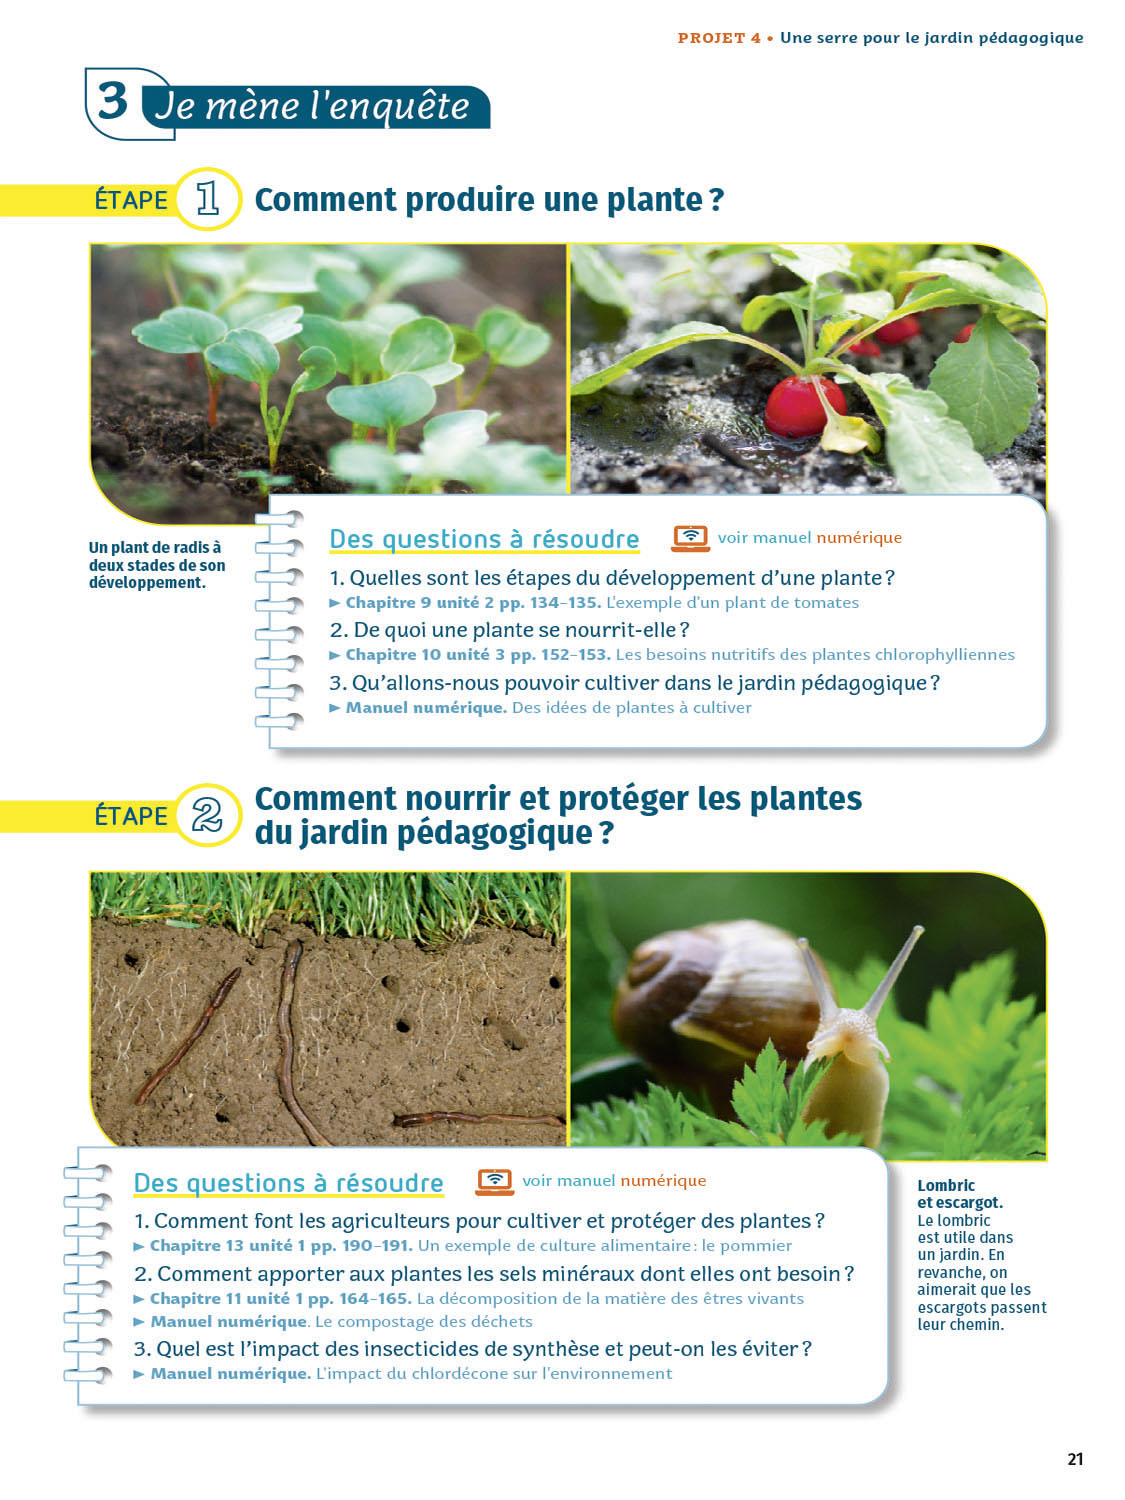 PROJET 4 • Une serre pour le jardin pédagogique
3 Je mène l'enquête
ÉTAPE 1 Comment produire une plante ?
Un plant de radis à
deux stades de son
développement.
Des questions à résoudre voir manuel numérique
1. Quelles sont les étapes du développement d’une plante ?
► Chapitre 9 unité 2 pp. 134-135. L’exemple d’un plant de tomates
2. De quoi une plante se nourrit-elle ?
► Chapitre 10 unité 3 pp. 152-153. Les besoins nutritifs des plantes chlorophylliennes
3. Qu’allons-nous pouvoir cultiver dans le jardin pédagogique ?
► Manuel numérique. Des idées de plantes à cultiver
ÉTAPE 2 Comment nourrir et protéger les plantes
du jardin pédagogique ?
Des questions à résoudre voir manuel numérique
1. Comment font les agriculteurs pour cultiver et protéger des plantes ?
► Chapitre 13 unité 1 pp. 190-191. Un exemple de culture alimentaire : le pommier
2. Comment apporter aux plantes les sels minéraux dont elles ont besoin ?
► Chapitre 11 unité 1 pp. 164-165. La décomposition de la matière des êtres vivants
► Manuel numérique. Le compostage des déchets
3. Quel est l’impact des insecticides de synthèse et peut-on les éviter ?
► Manuel numérique. L’impact du chlordécone sur l’environnement
Lombric
et escargot.
Le lombric
est utile dans
un jardin. En
revanche, on
aimerait que les
escargots passent
leur chemin.
21